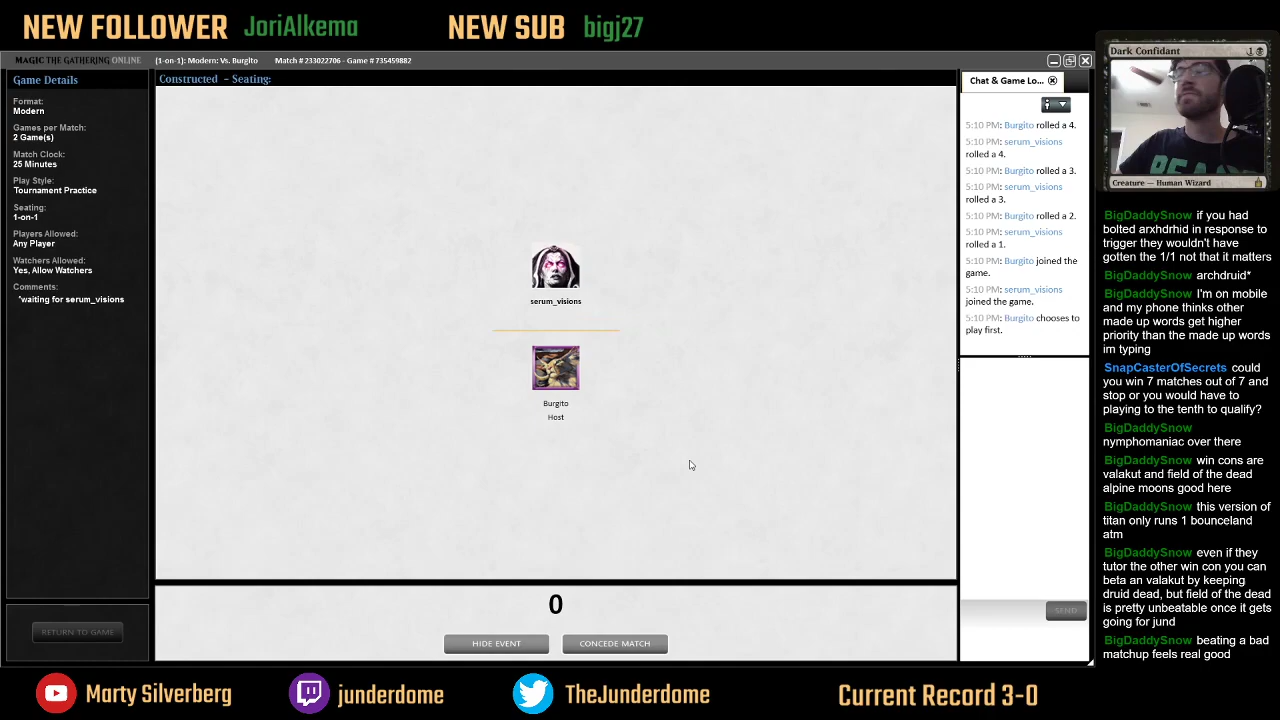 NEW FOLLOWER JoriAlkema NEW SUB bigj27
MAGIC THE GATHERING ONLINE (1-on-1): Modern: Vs. Burgito Match # 233022706 - Game # 735459882
Game Details
Format:
Modern
Games per Match:
2 Game(s)
Match Clock:
25 Minutes
Play Style:
Tournament Practice
Seating:
1-on-1
Players Allowed:
Any Player
Watchers Allowed:
Yes, Allow Watchers
Comments:
*waiting for serum_visions
RETURN TO GAME
Constructed - Seating:
serum_visions
Burgito
Host
0
HIDE EVENT CONCEDE MATCH
Chat & Game Lo...
5:10 PM: Burgito rolled a 4.
5:10 PM: serum_visions
rolled a 4.
5:10 PM: Burgito rolled a 3.
5:10 PM: serum_visions
rolled a 3.
5:10 PM: Burgito rolled a 2.
5:10 PM: serum_visions
rolled a 1.
5:10 PM: Burgito joined the
game.
5:10 PM: serum_visions
joined the game.
5:10 PM: Burgito chooses to
play first.
SEND
Dark Confidant 1
Creature — Human Wizard
BigDaddySnow if you had
bolted arxhdrhid in response to
trigger they wouldn't have
gotten the 1/1 not that it matters
BigDaddySnow archdruid*
BigDaddySnow I'm on mobile
and my phone thinks other
made up words get higher
priority than the made up words
im typing
SnapCasterOfSecrets could
you win 7 matches out of 7 and
stop or you would have to
playing to the tenth to qualify?
BigDaddySnow
nymphomaniac over there
BigDaddySnow win cons are
valakut and field of the dead
alpine moons good here
BigDaddySnow this version of
titan only runs 1 bounceland
atm
BigDaddySnow even if they
tutor the other win con you can
beta an valakut by keeping
druid dead, but field of the dead
is pretty unbeatable once it gets
going for jund
BigDaddySnow beating a bad
matchup feels real good
Marty Silverberg junderdome TheJunderdome Current Record 3-0